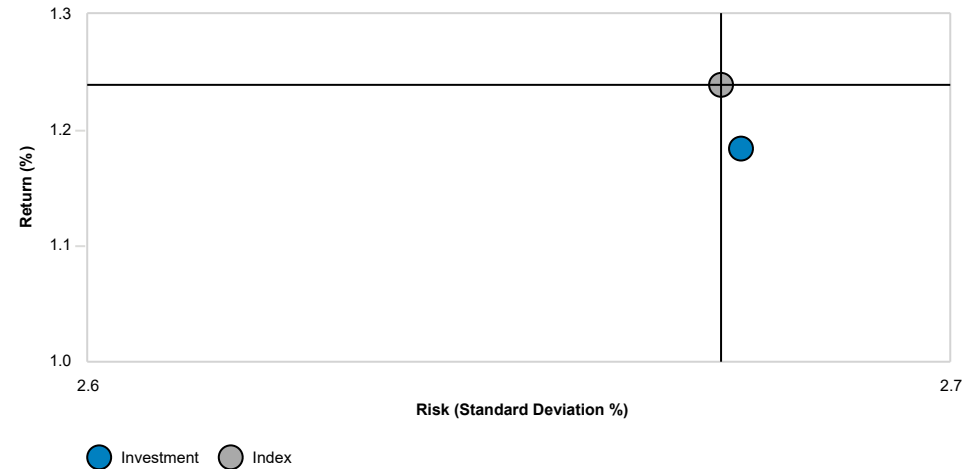 1.3
1.2
1.1
1.0
Return (%)
2.6
2.7
Risk (Standard Deviation %)
Investment
Index